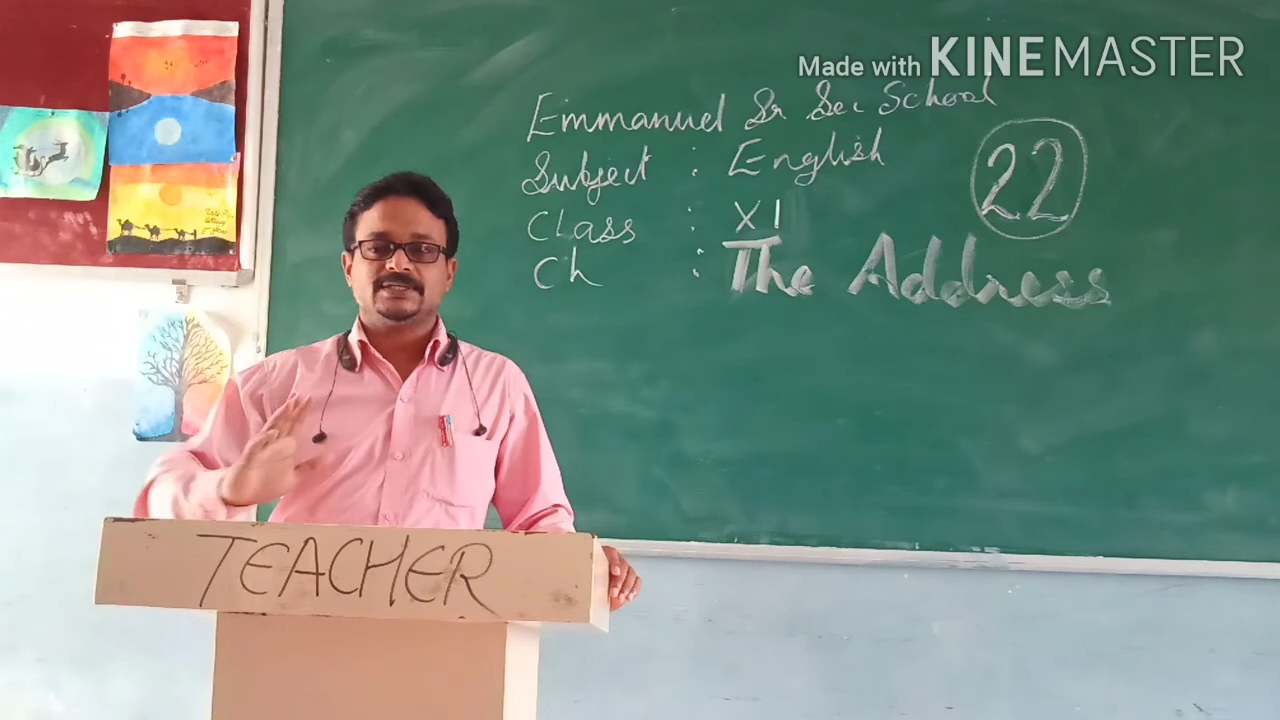 Made with KINEMASTER
Emmanuel Sr Sec School
Subject : English
Class : XI
Ch : The Address
22
TEACHER